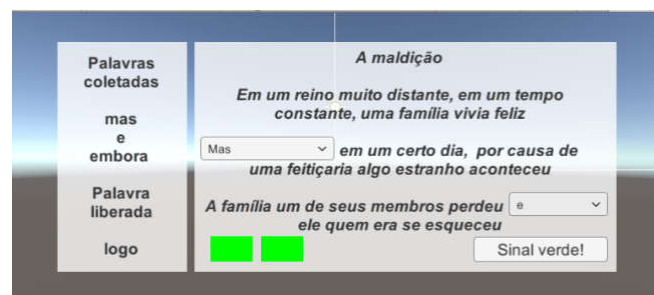 Palavras
coletadas
mas
e
embora
Palavra
liberada
logo
A maldição
Em um reino muito distante, em um tempo
constante, uma família vivia feliz
Mas em um certo dia, por causa de
uma feitiçaria algo estranho aconteceu
A família um de seus membros perdeu e
ele quem era se esqueceu
Sinal verde!